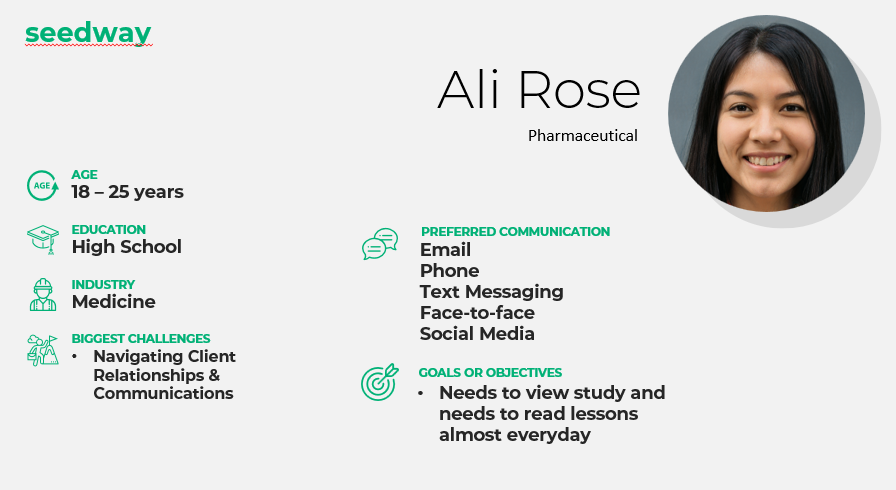 seedway
Ali Rose
Pharmaceutical
AGE
AGE
18 – 25 years
EDUCATION
High School
INDUSTRY
Medicine
BIGGEST CHALLENGES
• Navigating Client
Relationships &
Communications
PREFERRED COMMUNICATION
Email
Phone
Text Messaging
Face-to-face
Social Media
GOALS OR OBJECTIVES
• Needs to view study and
needs to read lessons
almost everyday